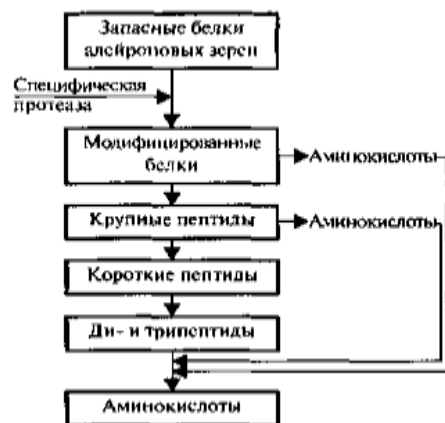 Запасные белки
алейроновых зерен
Специфическая
протеаза
Модифицированные
белки
Аминокислоты
Крупные пептиды
Аминокислоты
Короткие пептиды
Ди- и трипептиды
Аминокислоты